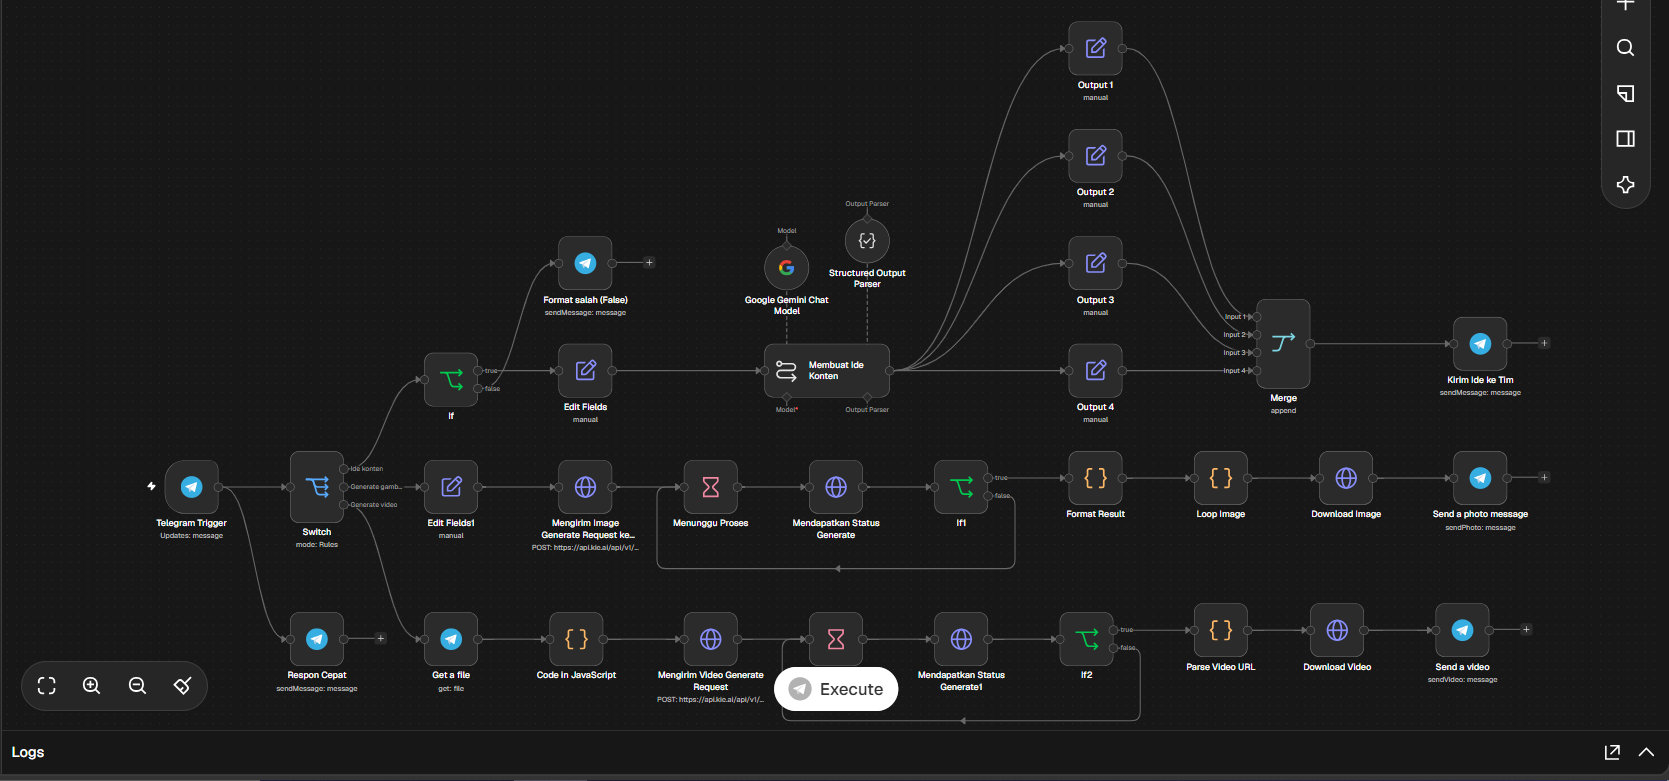 Output 1
manual
Output 2
manual
Output Parser
Model
Structured Output
Parser
Google Gemini Chat
Model
Format salah (False)
sendMessage: message
Output 3
manual
Input 1
Input 2
Input 3
Input 4
Merge
append
Kirim Ide ke Tim
sendMessage: message
true
false
If
Edit Fields
manual
Membuat Ide
Konten
Model*
Output Parser
Output 4
manual
Telegram Trigger
Updates: message
Ide konten
Generate gamb...
Generate video
Switch
mode: Rules
Edit Fields1
manual
Mengirim Image
Generate Request ke...
POST: https://api.kie.ai/api/v1/...
Menunggu Proses
Mendapatkan Status
Generate
true
false
If1
Format Result
Loop Image
Download Image
Send a photo message
sendPhoto: message
Respon Cepat
sendMessage: message
Get a file
get: file
Code in JavaScript
Mengirim Video Generate
Request
POST: https://api.kie.ai/api/v1/...
Execute
Mendapatkan Status
Generate1
true
false
If2
Parse Video URL
Download Video
Send a video
sendVideo: message
Logs